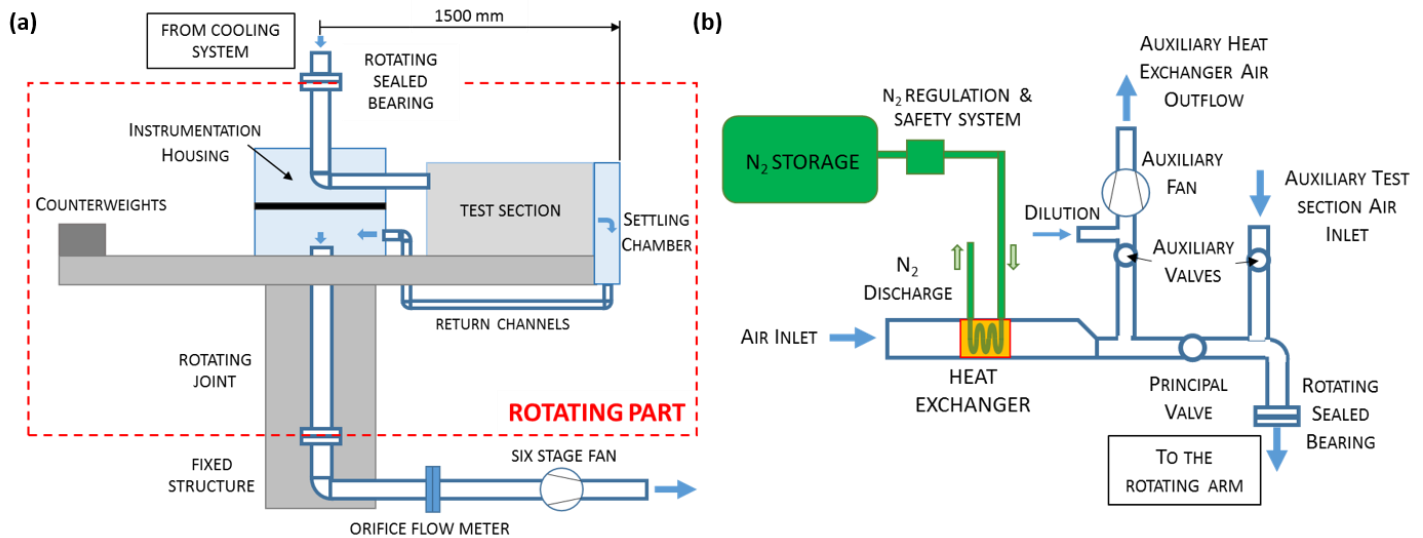 (a)
FROM COOLING
SYSTEM
1500 mm
ROTATING
SEALED
BEARING
INSTRUMENTATION
HOUSING
COUNTERWEIGHTS
TEST SECTION
SETTLING
CHAMBER
RETURN CHANNELS
ROTATING
JOINT
ROTATING PART
FIXED
STRUCTURE
SIX STAGE FAN
ORIFICE FLOW METER
(b)
AUXILIARY HEAT
EXCHANGER AIR
OUTFLOW
N2 REGULATION &
SAFETY SYSTEM
N2 STORAGE
AUXILIARY
FAN
AUXILIARY TEST
SECTION AIR
INLET
DILUTION
AUXILIARY
VALVES
N2
DISCHARGE
AIR INLET
HEAT
EXCHANGER
PRINCIPAL
VALVE
ROTATING
SEALED
BEARING
TO THE
ROTATING ARM